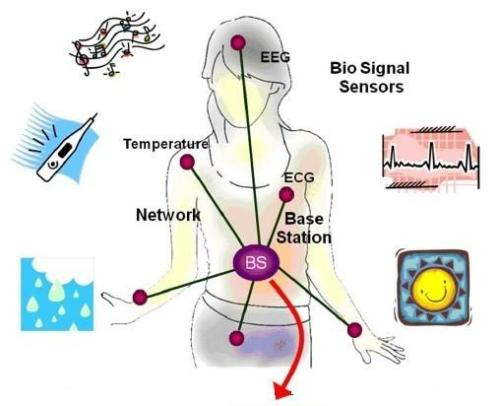 EEG
Bio Signal
Sensors
Temperature
ECG
Network
Base
Station
BS